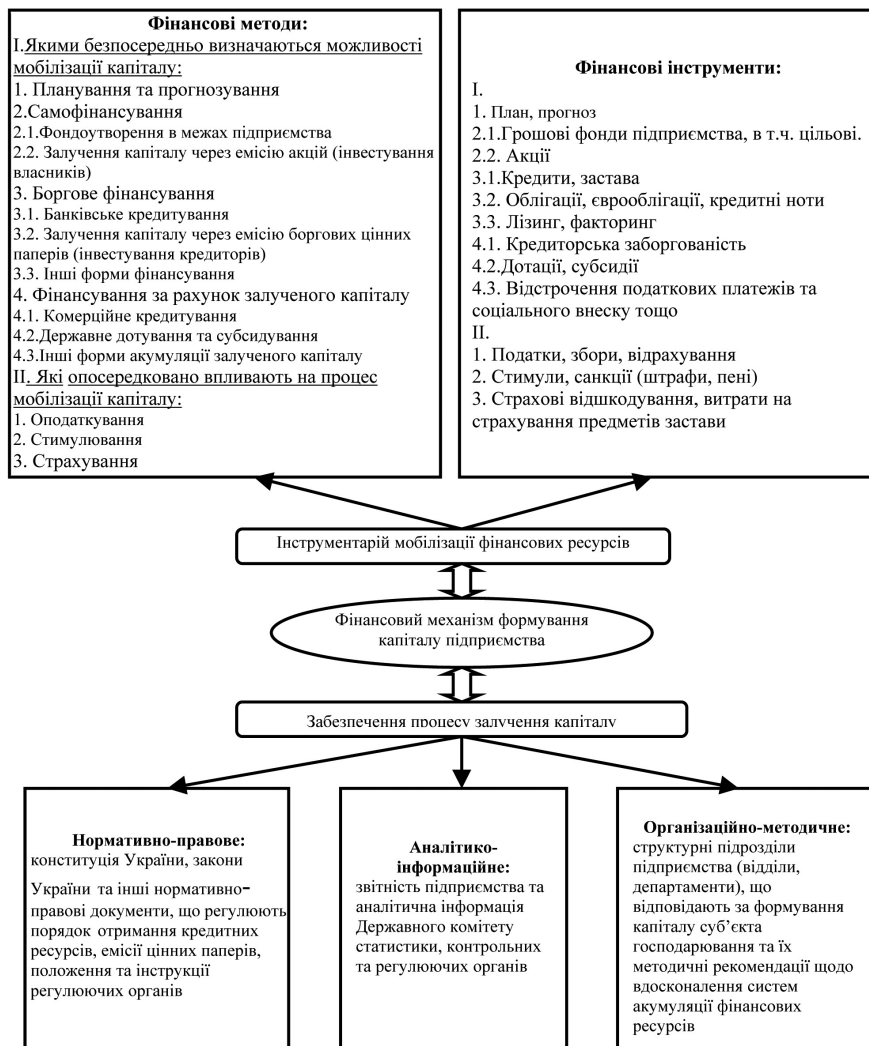 Фінансові методи:
I.Якими безпосередньо визначаються можливості
мобілізації капіталу:
1. Планування та прогнозування
2.Самофінансування
2.1.Фондоутворення в межах підприємства
2.2. Залучення капіталу через емісію акцій (інвестування
власників)
3. Боргове фінансування
3.1. Банківське кредитування
3.2. Залучення капіталу через емісію боргових цінних
паперів (інвестування кредиторів)
3.3. Інші форми фінансування
4. Фінансування за рахунок залученого капіталу
4.1. Комерційне кредитування
4.2.Державне дотування та субсидування
4.3.Інші форми акумуляції залученого капіталу
II. Які опосередковано впливають на процес
мобілізації капіталу:
1. Оподаткування
2. Стимулювання
3. Страхування
Фінансові інструменти:
I.
1. План, прогноз
2.1.Грошові фонди підприємства, в т.ч. цільові.
2.2. Акції
3.1.Кредити, застава
3.2. Облігації, єврооблігації, кредитні ноти
3.3. Лізинг, факторинг
4.1. Кредиторська заборгованість
4.2.Дотації, субсидії
4.3. Відстрочення податкових платежів та
соціального внеску тощо
II.
1. Податки, збори, відрахування
2. Стимули, санкції (штрафи, пені)
3. Страхові відшкодування, витрати на
страхування предметів застави
Інструментарій мобілізації фінансових ресурсів
Фінансовий механізм формування
капіталу підприємства
Забезпечення процесу залучення капіталу
Нормативно-правове:
конституція України, закони
України та інші нормативно-
правові документи, що регулюють
порядок отримання кредитних
ресурсів, емісії цінних паперів,
положення та інструкції
регулюючих органів
Аналітико-
інформаційне:
звітність підприємства та
аналітична інформація
Державного комітету
статистики, контрольних
та регулюючих органів
Організаційно-методичне:
структурні підрозділи
підприємства (відділи,
департаменти), що
відповідають за формування
капіталу суб’єкта
господарювання та їх
методичні рекомендації щодо
вдосконалення систем
акумуляції фінансових
ресурсів